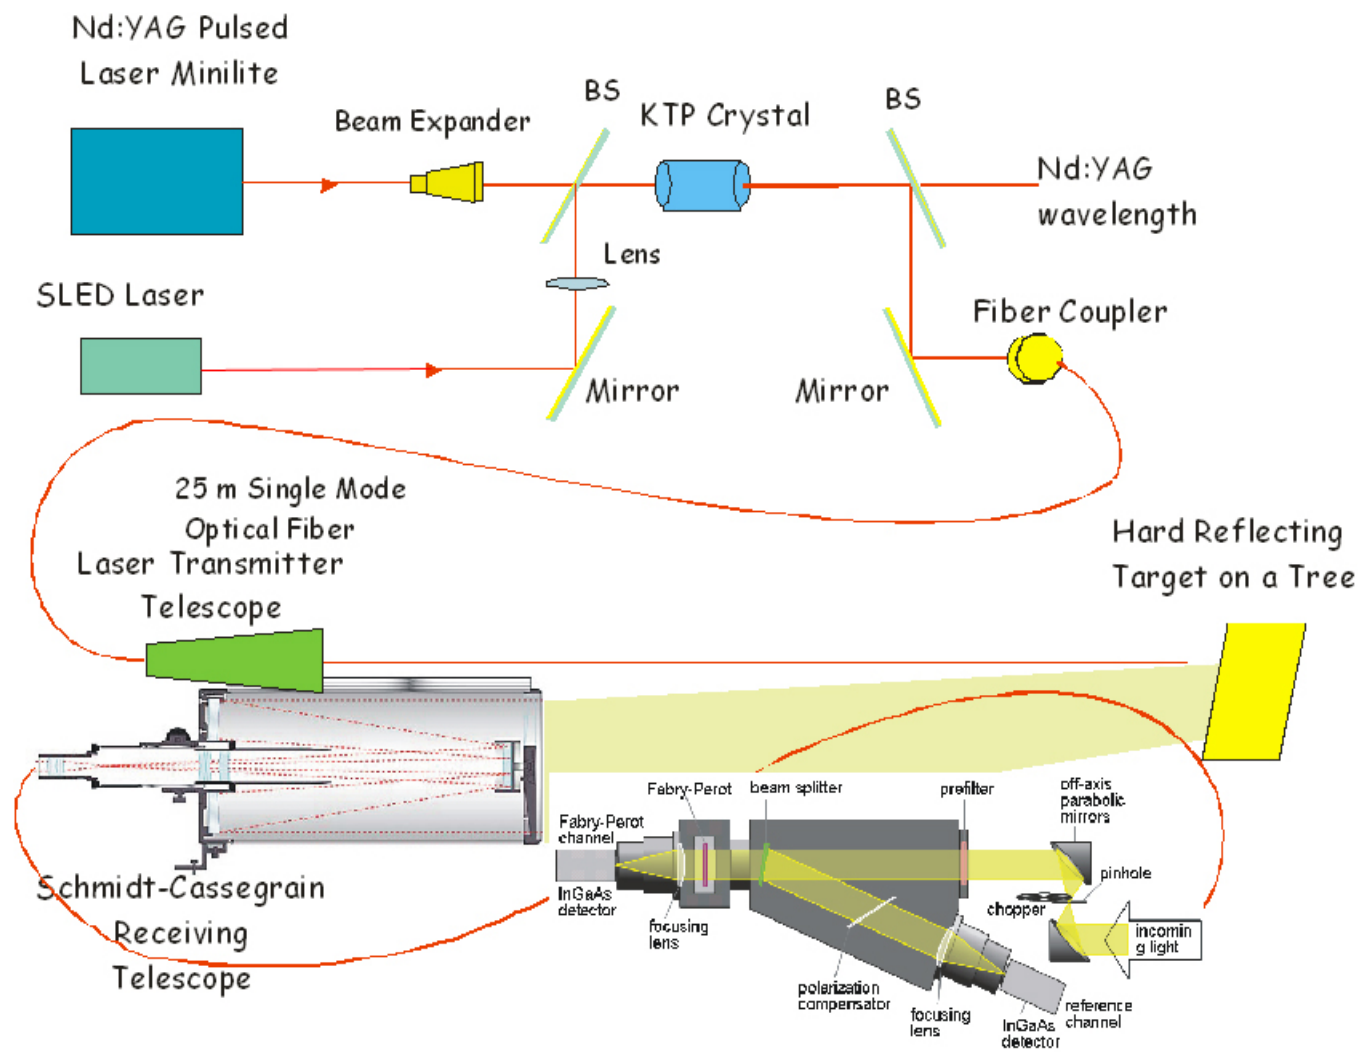 Nd:YAG Pulsed
Laser Minilite
Beam Expander
BS
KTP Crystal
BS
Nd:YAG
wavelength
Lens
SLED Laser
Mirror
Mirror
Fiber Coupler
25 m Single Mode
Optical Fiber
Laser Transmitter
Telescope
Hard Reflecting
Target on a Tree
Schmidt-Cassegrain
Receiving
Telescope
Fabry-Perot
channel
InGaAs
detector
Fabry-Perot
focusing
lens
beam splitter
prefilter
off-axis
parabolic
mirrors
pinhole
chopper
incomin
g light
polarization
compensator
focusing
lens
InGaAs
detector
reference
channel